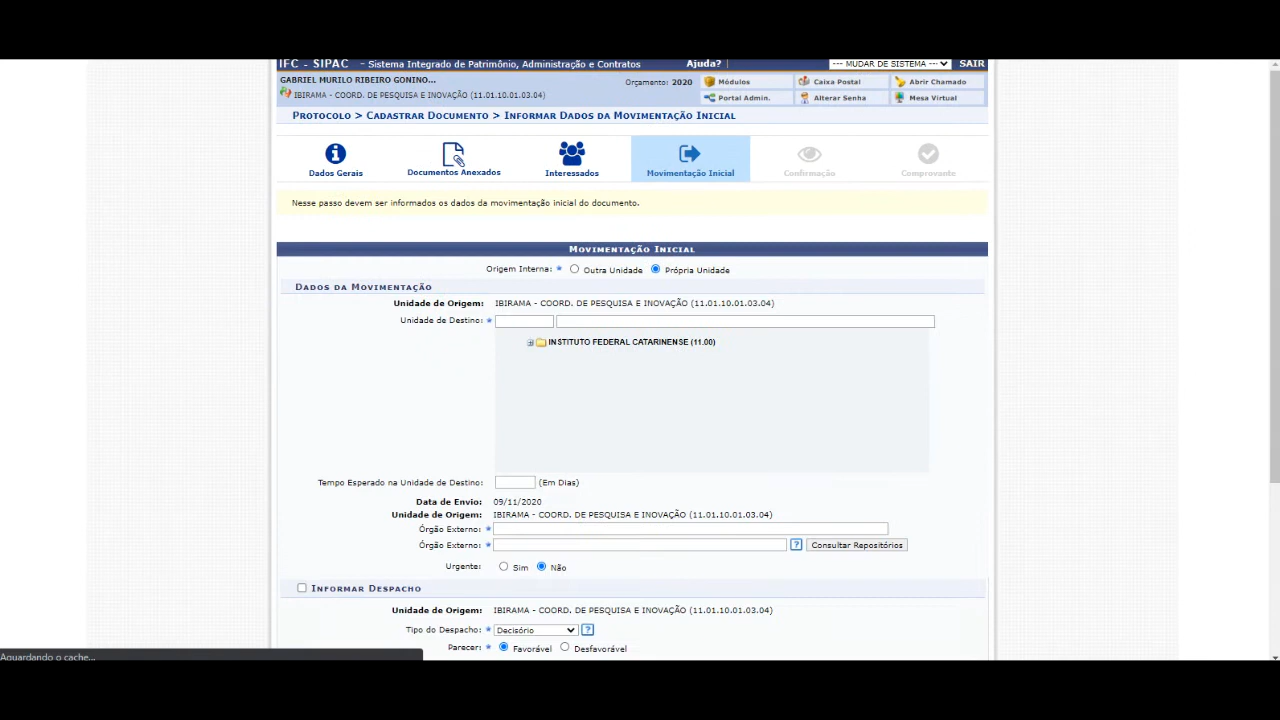 IFC - SIPAC - Sistema Integrado de Patrimônio, Administração e Contratos Ajuda? | --- MUDAR DE SISTEMA --- SAIR
GABRIEL MURILO RIBEIRO GONINO... Orçamento: 2020 Módulos Caixa Postal Abrir Chamado
IBIRAMA - COORD. DE PESQUISA E INOVAÇÃO (11.01.10.01.03.04) Portal Admin. Alterar Senha Mesa Virtual
PROTOCOLO > CADASTRAR DOCUMENTO > INFORMAR DADOS DA MOVIMENTAÇÃO INICIAL
Dados Gerais Documentos Anexados Interessados Movimentação Inicial Confirmação Comprovante
Nesse passo devem ser informados os dados da movimentação inicial do documento.
MOVIMENTAÇÃO INICIAL
Origem Interna: * Outra Unidade Própria Unidade
DADOS DA MOVIMENTAÇÃO
Unidade de Origem: IBIRAMA - COORD. DE PESQUISA E INOVAÇÃO (11.01.10.01.03.04)
Unidade de Destino: *
INSTITUTO FEDERAL CATARINENSE (11.00)
Tempo Esperado na Unidade de Destino: (Em Dias)
Data de Envio: 09/11/2020
Unidade de Origem: IBIRAMA - COORD. DE PESQUISA E INOVAÇÃO (11.01.10.01.03.04)
Órgão Externo: *
Órgão Externo: * ? Consultar Repositórios
Urgente: Sim Não
INFORMAR DESPACHO
Unidade de Origem: IBIRAMA - COORD. DE PESQUISA E INOVAÇÃO (11.01.10.01.03.04)
Tipo do Despacho: * Decisório ?
Parecer: * Favorável Desfavorável
Aguardando o cache...